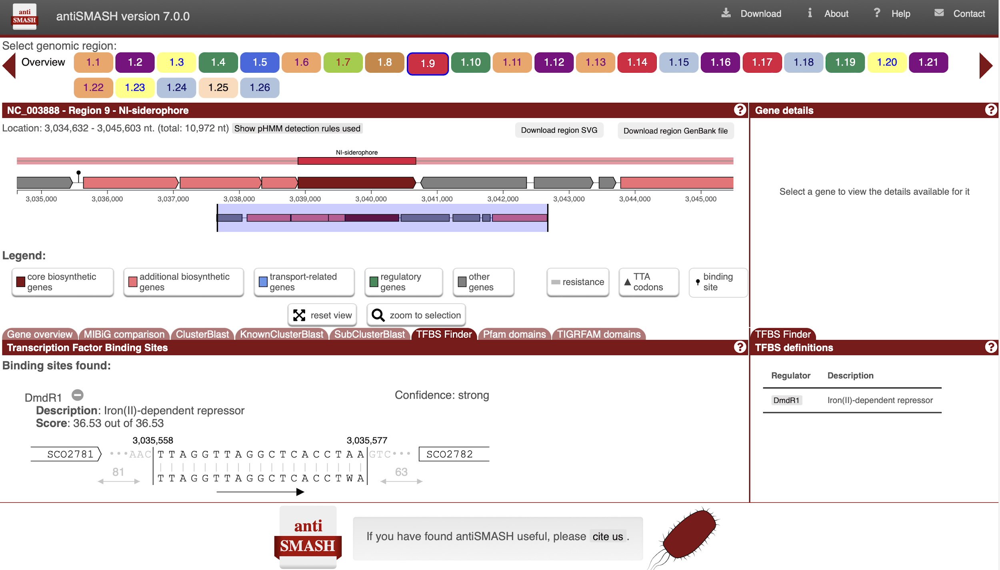 anti
SMASH
antiSMASH version 7.0.0
Download
About
Help
Contact
Select genomic region:
Overview
1.1 1.2 1.3 1.4 1.5 1.6 1.7 1.8 1.9 1.10 1.11 1.12 1.13 1.14 1.15 1.16 1.17 1.18 1.19 1.20 1.21
1.22 1.23 1.24 1.25 1.26
NC_003888 - Region 9 - NI-siderophore
?
Location: 3,034,632 - 3,045,603 nt. (total: 10,972 nt) Show pHMM detection rules used
Download region SVG
Download region GenBank file
NI-siderophore
3,035,000 3,036,000 3,037,000 3,038,000 3,039,000 3,040,000 3,041,000 3,042,000 3,043,000 3,044,000 3,045,000
Gene details
?
Select a gene to view the details available for it
Legend:
core biosynthetic
genes
additional biosynthetic
genes
transport-related
genes
regulatory
genes
other
genes
resistance
TTA
codons
binding
site
reset view
zoom to selection
Gene overview MIBiG comparison ClusterBlast KnownClusterBlast SubClusterBlast TFBS Finder Pfam domains TIGRFAM domains
Transcription Factor Binding Sites
?
Binding sites found:
DmdR1
Confidence: strong
Description: Iron(II)-dependent repressor
Score: 36.53 out of 36.53
3,035,558 3,035,577
SCO2781 •••AAC T T A G G T T A G G C T C A C C T A A GTC••• SCO2782
81 63
T T A G G T T A G G C T C A C C T W A
TFBS Finder
TFBS definitions
?
Regulator Description
DmdR1 Iron(II)-dependent repressor
anti
SMASH
If you have found antiSMASH useful, please cite us .